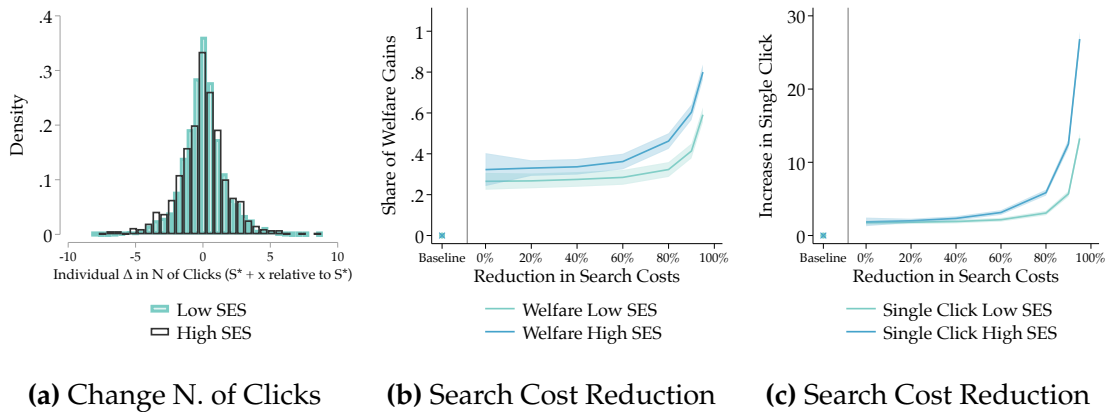 Density
.4
.3
.2
.1
0
-10
-5
0
5
10
Individual Δ in N of Clicks (S* + x relative to S*)
Low SES
High SES
(a) Change N. of Clicks
Share of Welfare Gains
1
.8
.6
.4
.2
0
Baseline
0%
20%
40%
60%
80%
100%
Reduction in Search Costs
Welfare Low SES
Welfare High SES
(b) Search Cost Reduction
Increase in Single Click
30
20
10
0
Baseline
0%
20%
40%
60%
80%
100%
Reduction in Search Costs
Single Click Low SES
Single Click High SES
(c) Search Cost Reduction